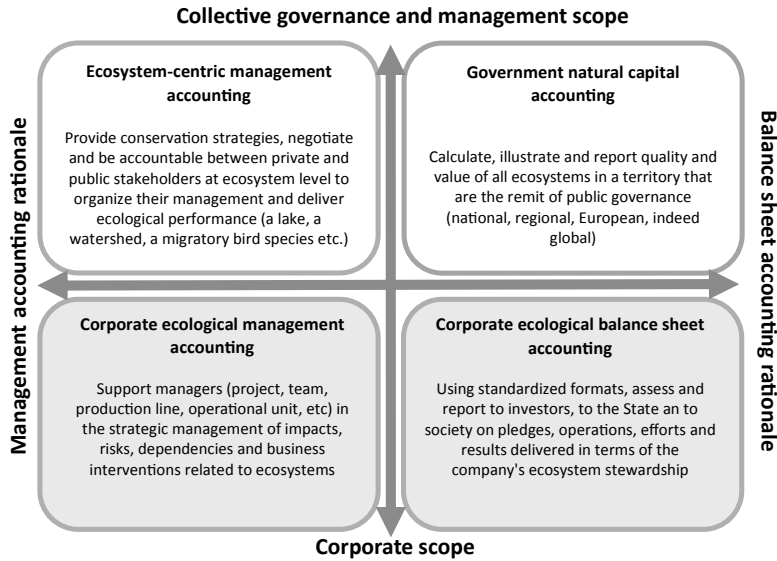 Collective governance and management scope
Management accounting rationale
Ecosystem-centric management
accounting
Provide conservation strategies, negotiate
and be accountable between private and
public stakeholders at ecosystem level to
organize their management and deliver
ecological performance (a lake, a
watershed, a migratory bird species etc.)
Government natural capital
accounting
Calculate, illustrate and report quality and
value of all ecosystems in a territory that
are the remit of public governance
(national, regional, European, indeed
global)
Balance sheet accounting rationale
Corporate ecological management
accounting
Support managers (project, team,
production line, operational unit, etc) in
the strategic management of impacts,
risks, dependencies and business
interventions related to ecosystems
Corporate ecological balance sheet
accounting
Using standardized formats, assess and
report to investors, to the State an to
society on pledges, operations, efforts and
results delivered in terms of the
company's ecosystem stewardship
Corporate scope